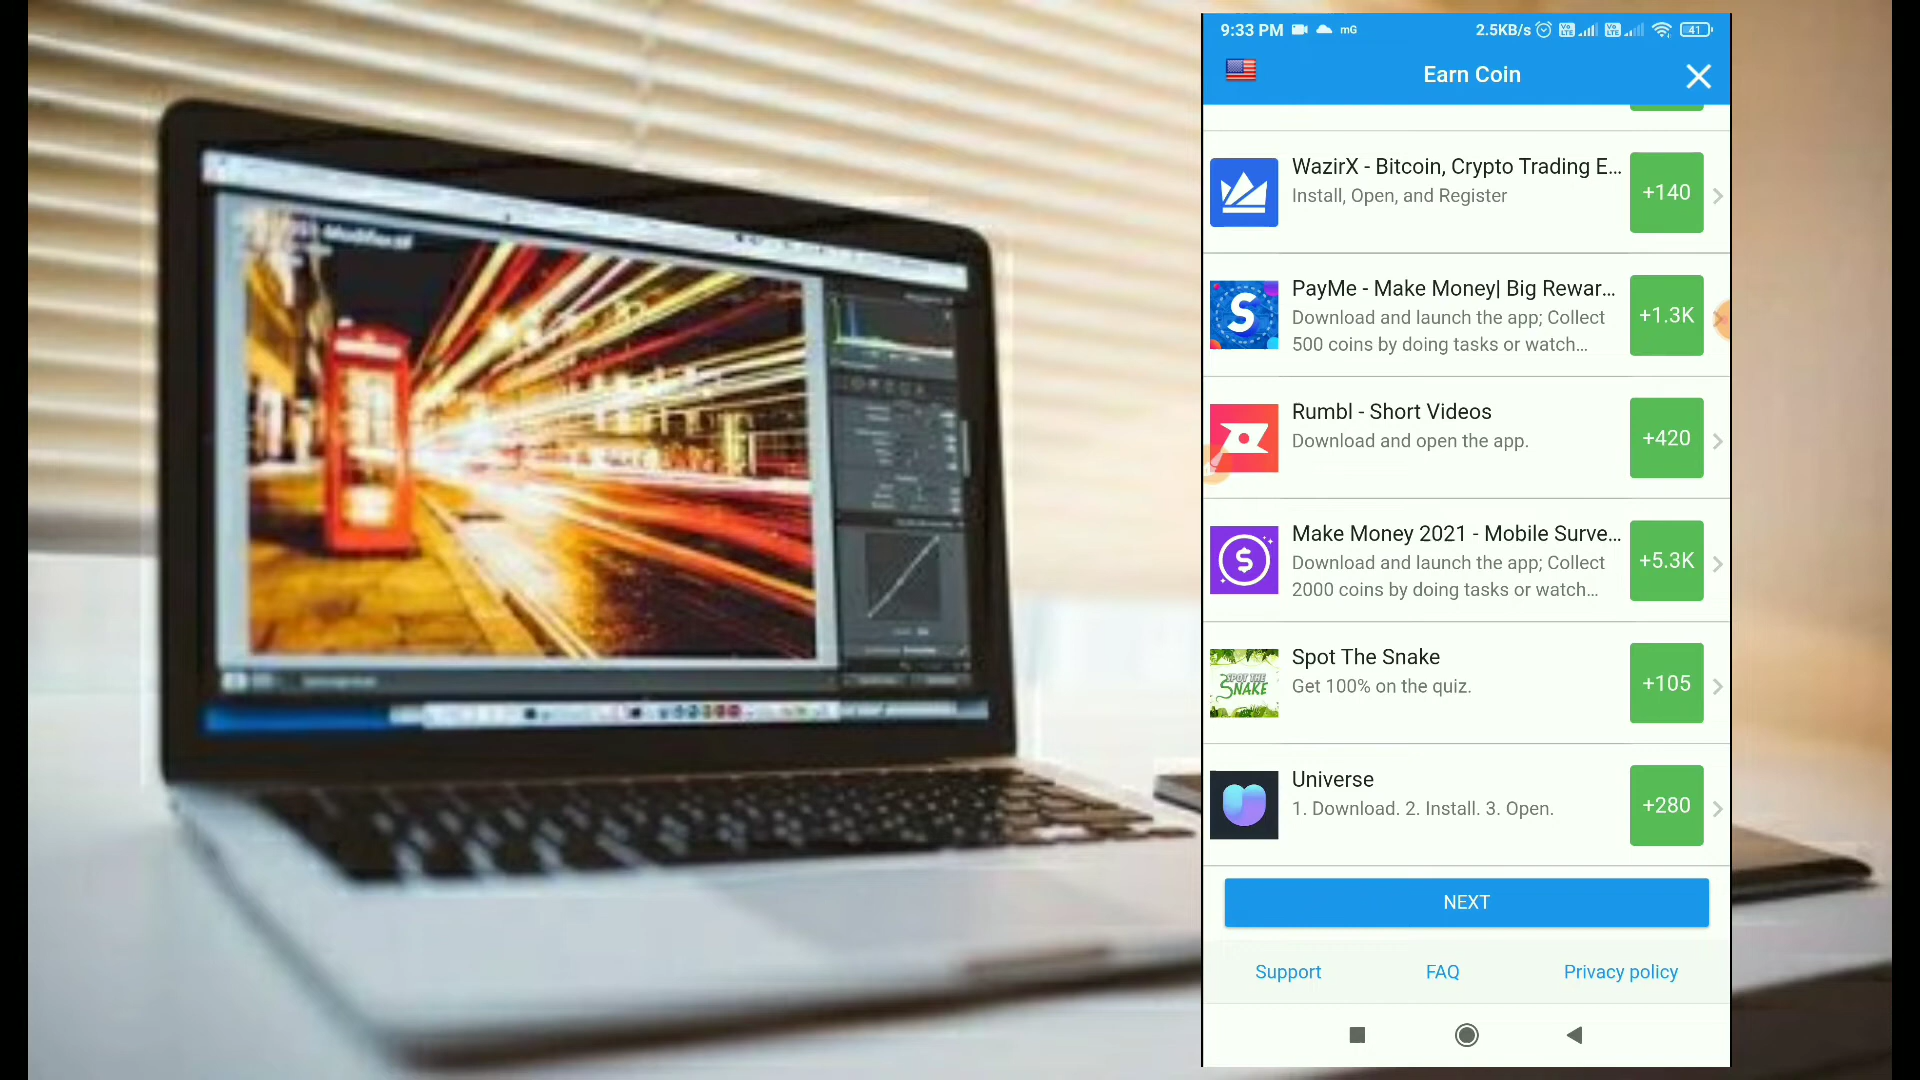 9:33 PM mG 2.5KB/s 41
Earn Coin
WazirX - Bitcoin, Crypto Trading E...
Install, Open, and Register
+140
PayMe - Make Money| Big Rewar...
Download and launch the app; Collect
500 coins by doing tasks or watch...
+1.3K
Rumbl - Short Videos
Download and open the app.
+420
Make Money 2021 - Mobile Surve...
Download and launch the app; Collect
2000 coins by doing tasks or watch...
+5.3K
SPOT THE
SNAKE
Spot The Snake
Get 100% on the quiz.
+105
Universe
1. Download. 2. Install. 3. Open.
+280
NEXT
Support FAQ Privacy policy